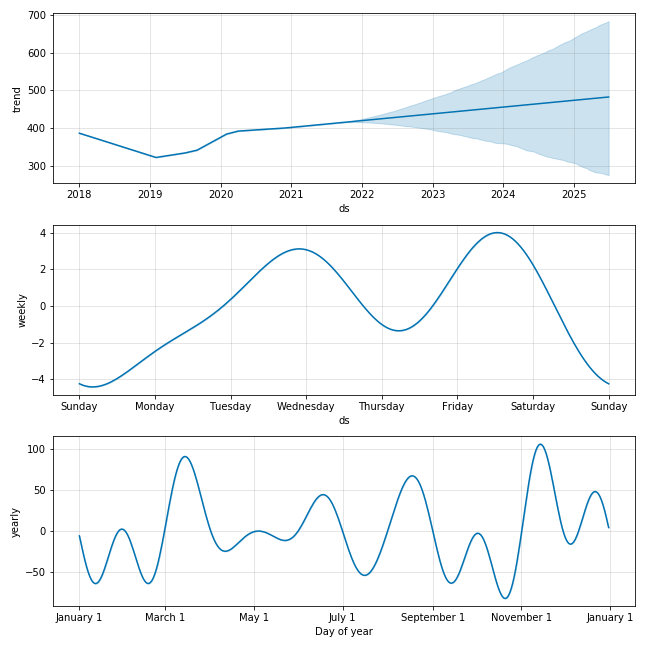 700
600
500
400
300
trend
2018 2019 2020 2021 2022 2023 2024 2025
ds
4
2
0
−2
−4
weekly
Sunday Monday Tuesday Wednesday Thursday Friday Saturday Sunday
ds
100
50
0
−50
yearly
January 1 March 1 May 1 July 1 September 1 November 1 January 1
Day of year